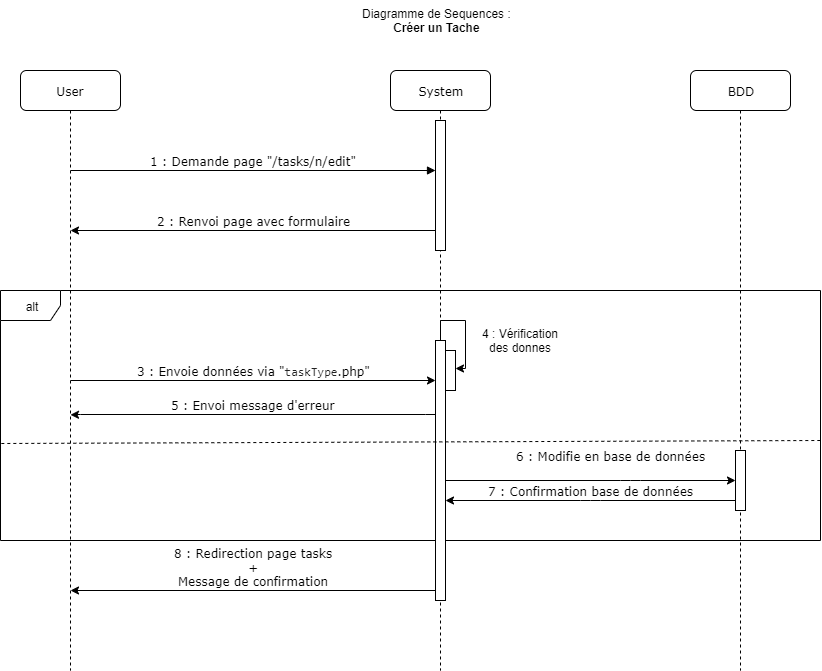 Diagramme de Sequences :
Créer un Tache
User
System
BDD
1 : Demande page "/tasks/n/edit"
2 : Renvoi page avec formulaire
alt
4 : Vérification
des donnes
3 : Envoie données via "taskType.php"
5 : Envoi message d'erreur
6 : Modifie en base de données
7 : Confirmation base de données
8 : Redirection page tasks
+
Message de confirmation